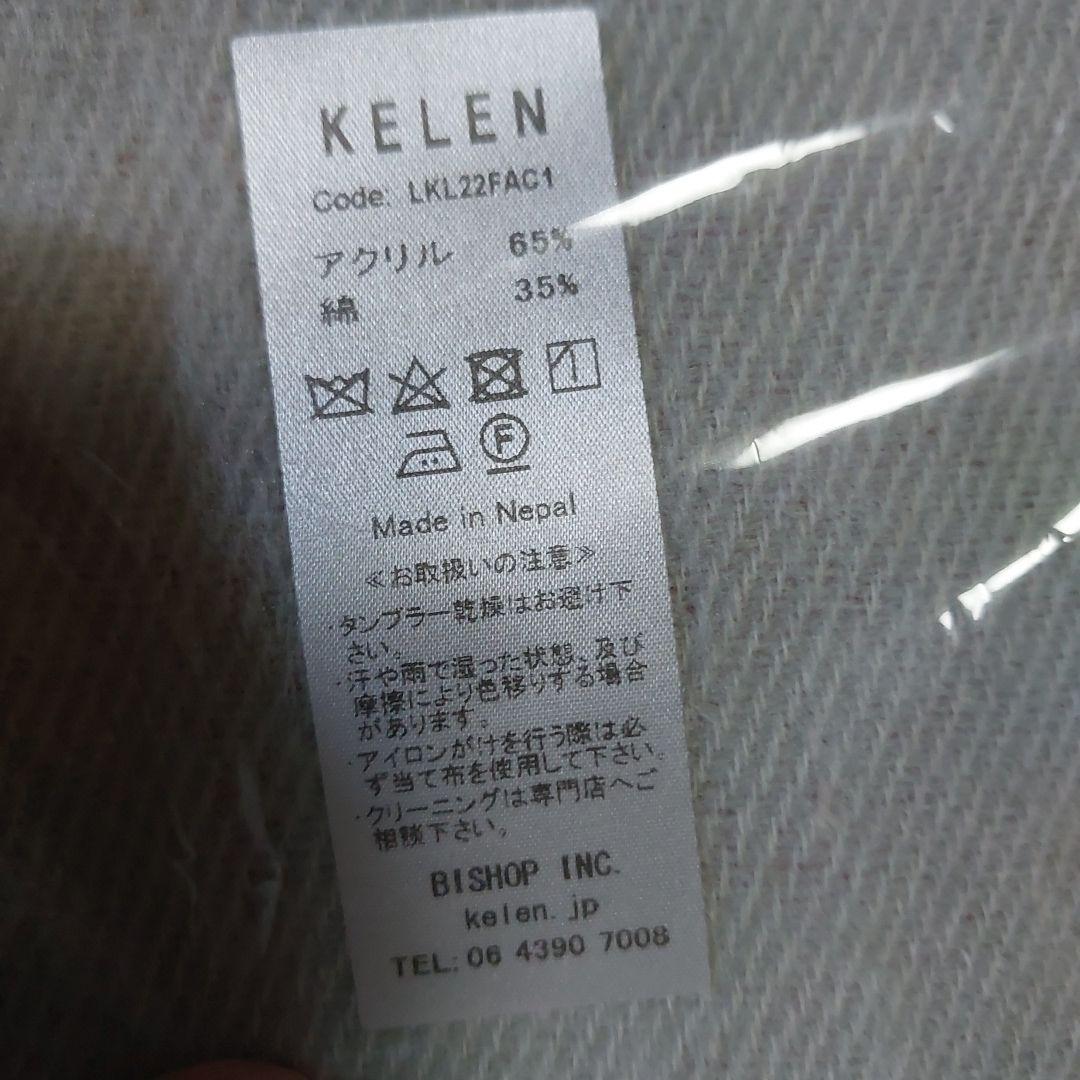 KELEN
Code: LKL22FAC1
アクリル 65%
綿 35%
F
Made in Nepal
≪お取扱いの注意≫
・タンブラー乾燥はお避け下
さい。
・汗や雨で湿った状態、及び
摩擦により色移りする場合
があります。
・アイロンがけを行う際は必
ず当て布を使用して下さい。
・クリーニングは専門店へご
相談下さい。
BISHOP INC.
kelen.jp
TEL: 06 4390 7008